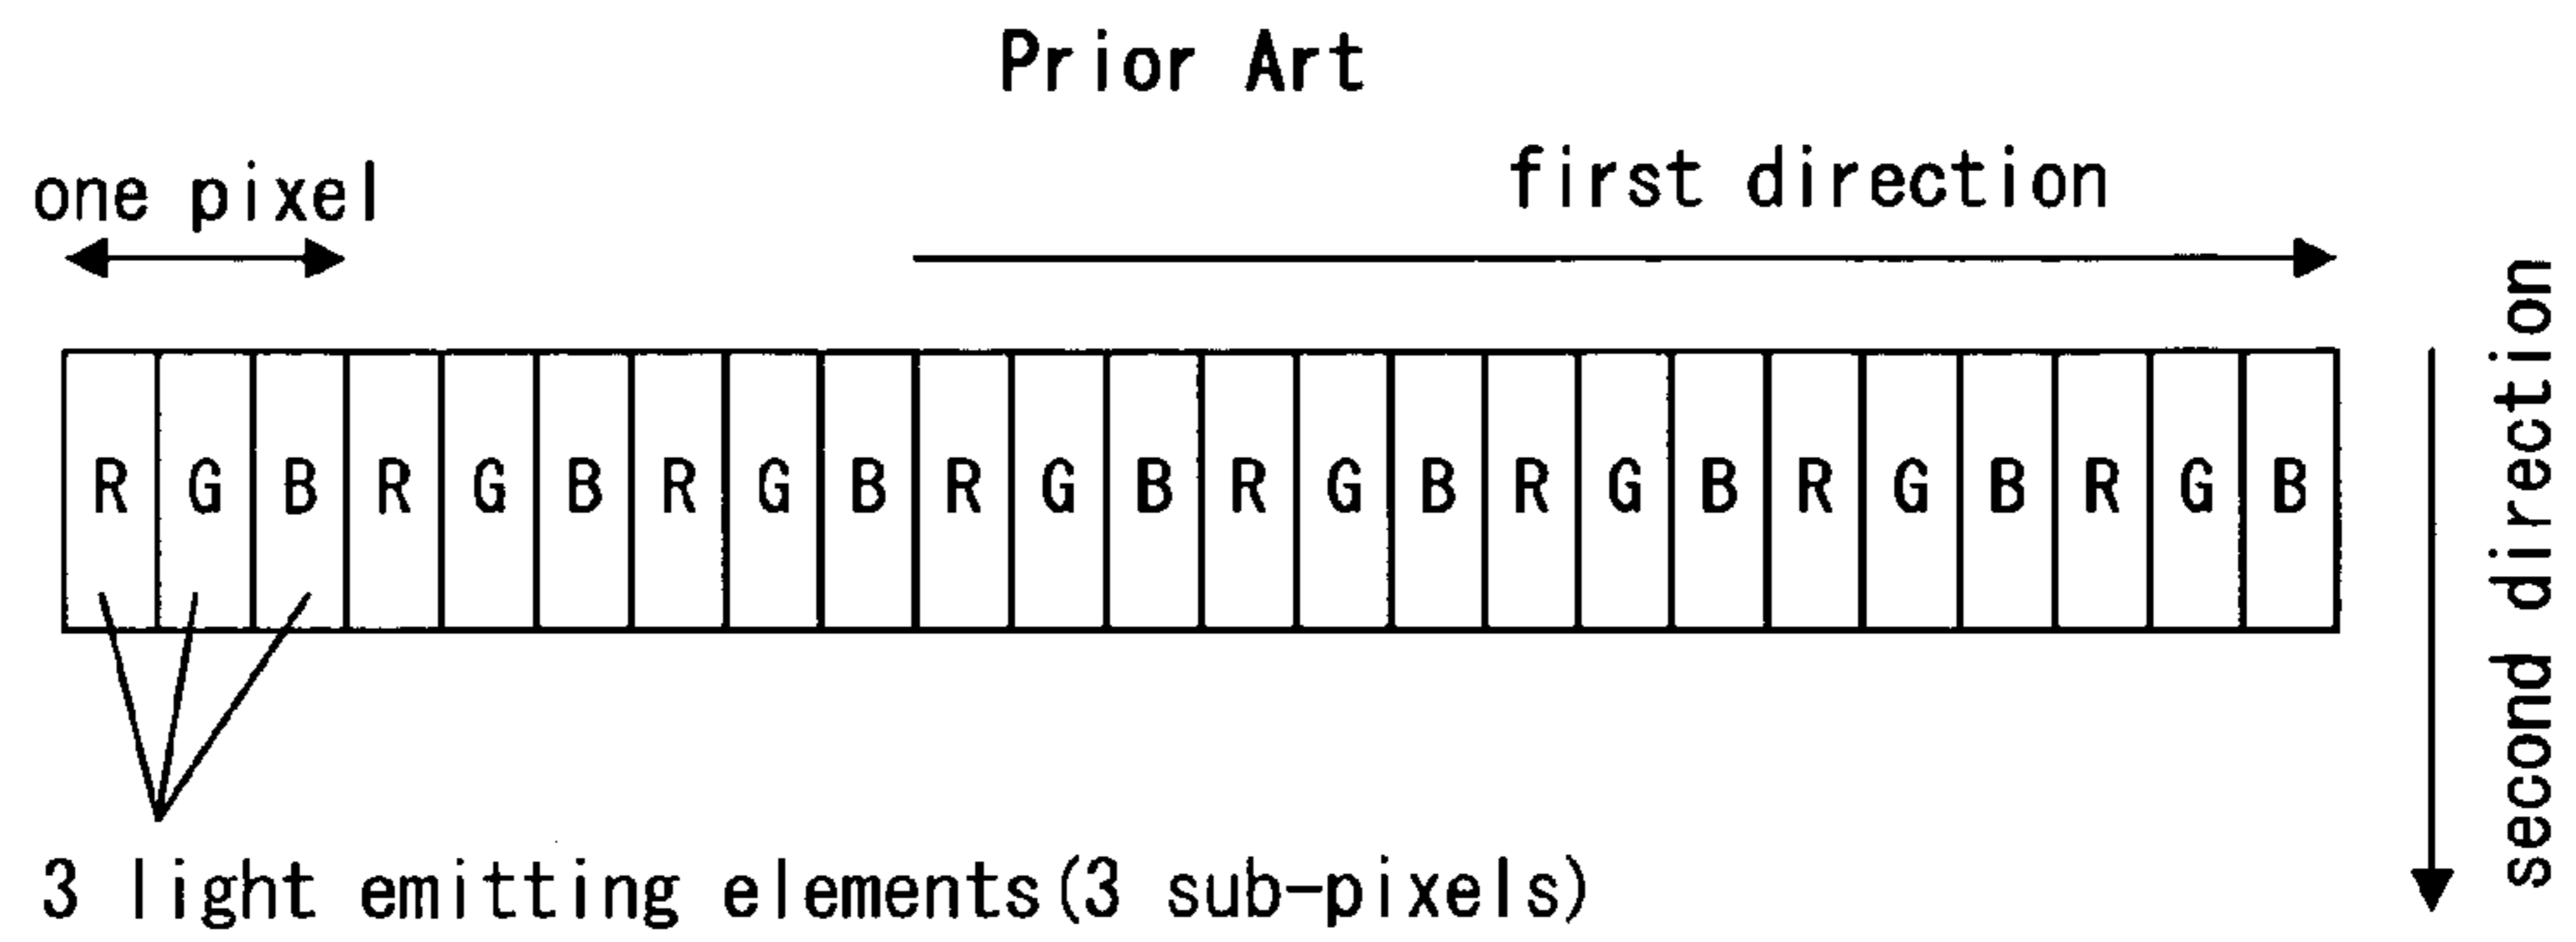 Prior Art
one pixel
first direction
second direction
R G B R G B R G B R G B R G B R G B R G B R G B
3 light emitting elements(3 sub-pixels)